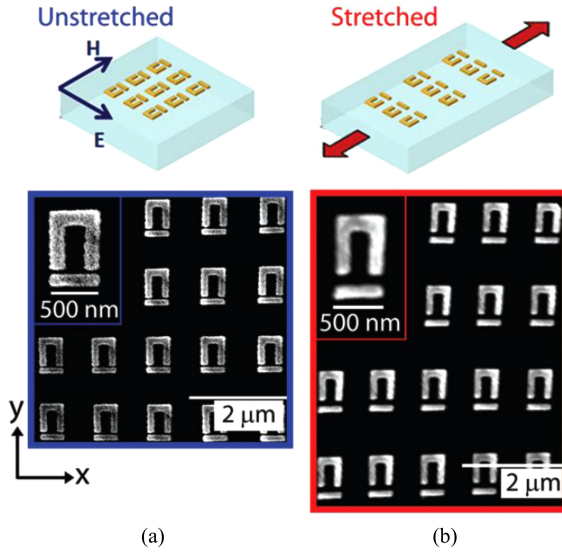 Unstretched
Stretched
H
E
500 nm
2 μm
500 nm
2 μm
y
x
(a)
(b)